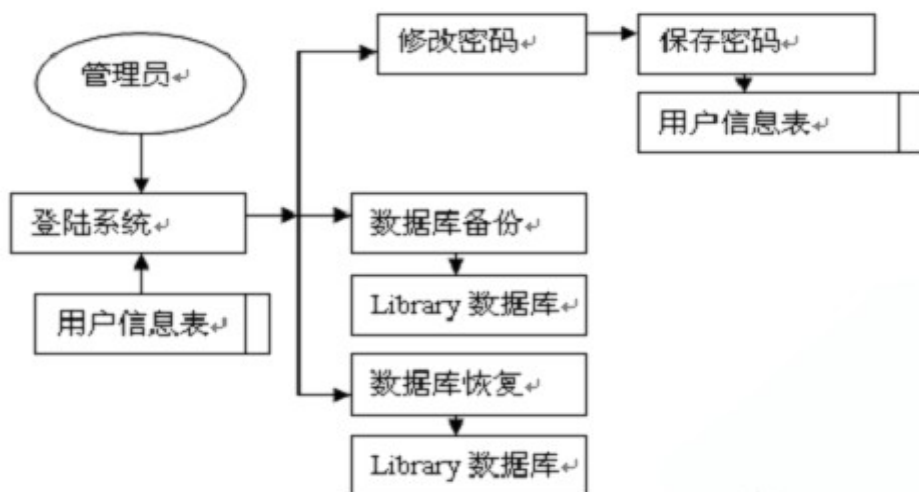 管理员
修改密码
保存密码
用户信息表
登陆系统
数据库备份
Library 数据库
用户信息表
数据库恢复
Library 数据库